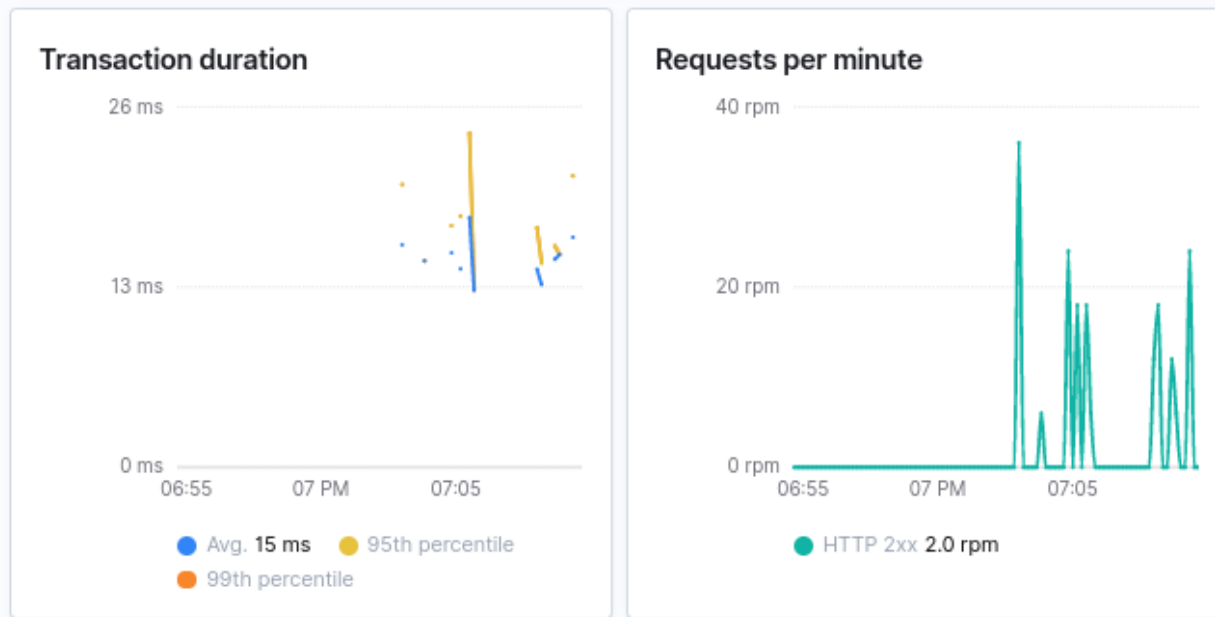 Transaction duration
26 ms
13 ms
0 ms
06:55 07 PM 07:05
Avg. 15 ms 95th percentile
99th percentile
Requests per minute
40 rpm
20 rpm
0 rpm
06:55 07 PM 07:05
HTTP 2xx 2.0 rpm